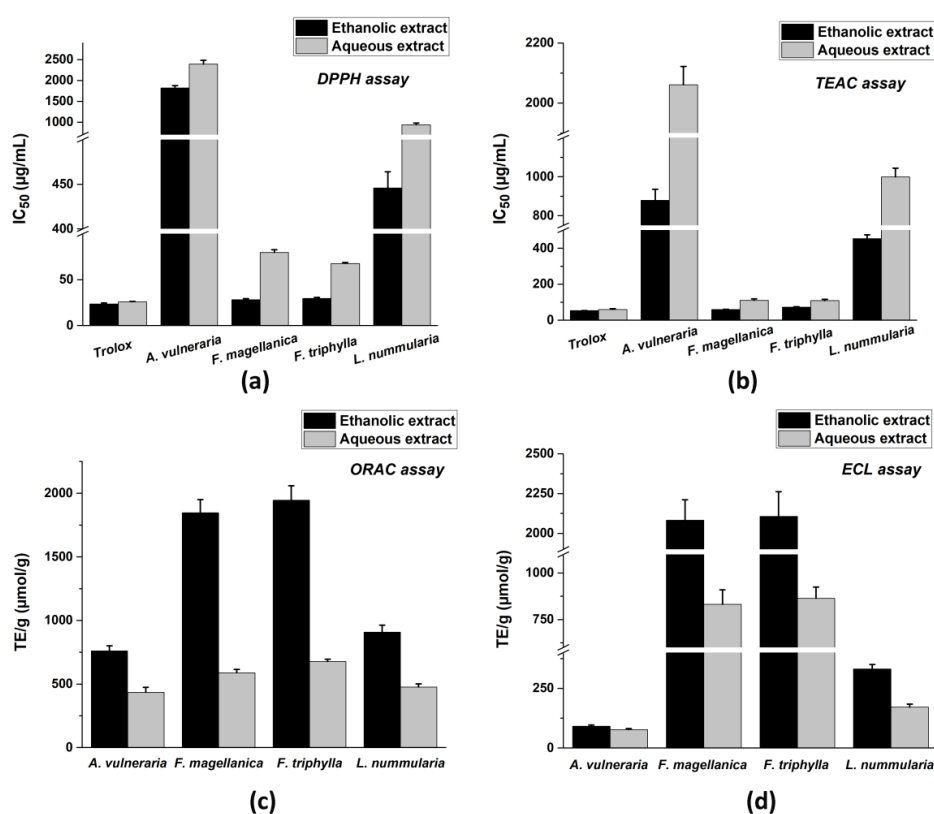 Ethanolic extract
Aqueous extract
DPPH assay
IC50 (µg/mL)
2500
2000
1500
1000
450
400
50
0
Trolox
A. vulneraria
F. magellanica
F. triphylla
L. nummularia
(a)
Ethanolic extract
Aqueous extract
TEAC assay
IC50 (µg/mL)
2200
2000
1000
800
400
200
0
Trolox
A. vulneraria
F. magellanica
F. triphylla
L. nummularia
(b)
Ethanolic extract
Aqueous extract
ORAC assay
TE/g (µmol/g)
2000
1500
1000
500
0
A. vulneraria
F. magellanica
F. triphylla
L. nummularia
(c)
Ethanolic extract
Aqueous extract
ECL assay
TE/g (µmol/g)
2500
2250
2000
1000
750
250
0
A. vulneraria
F. magellanica
F. triphylla
L. nummularia
(d)